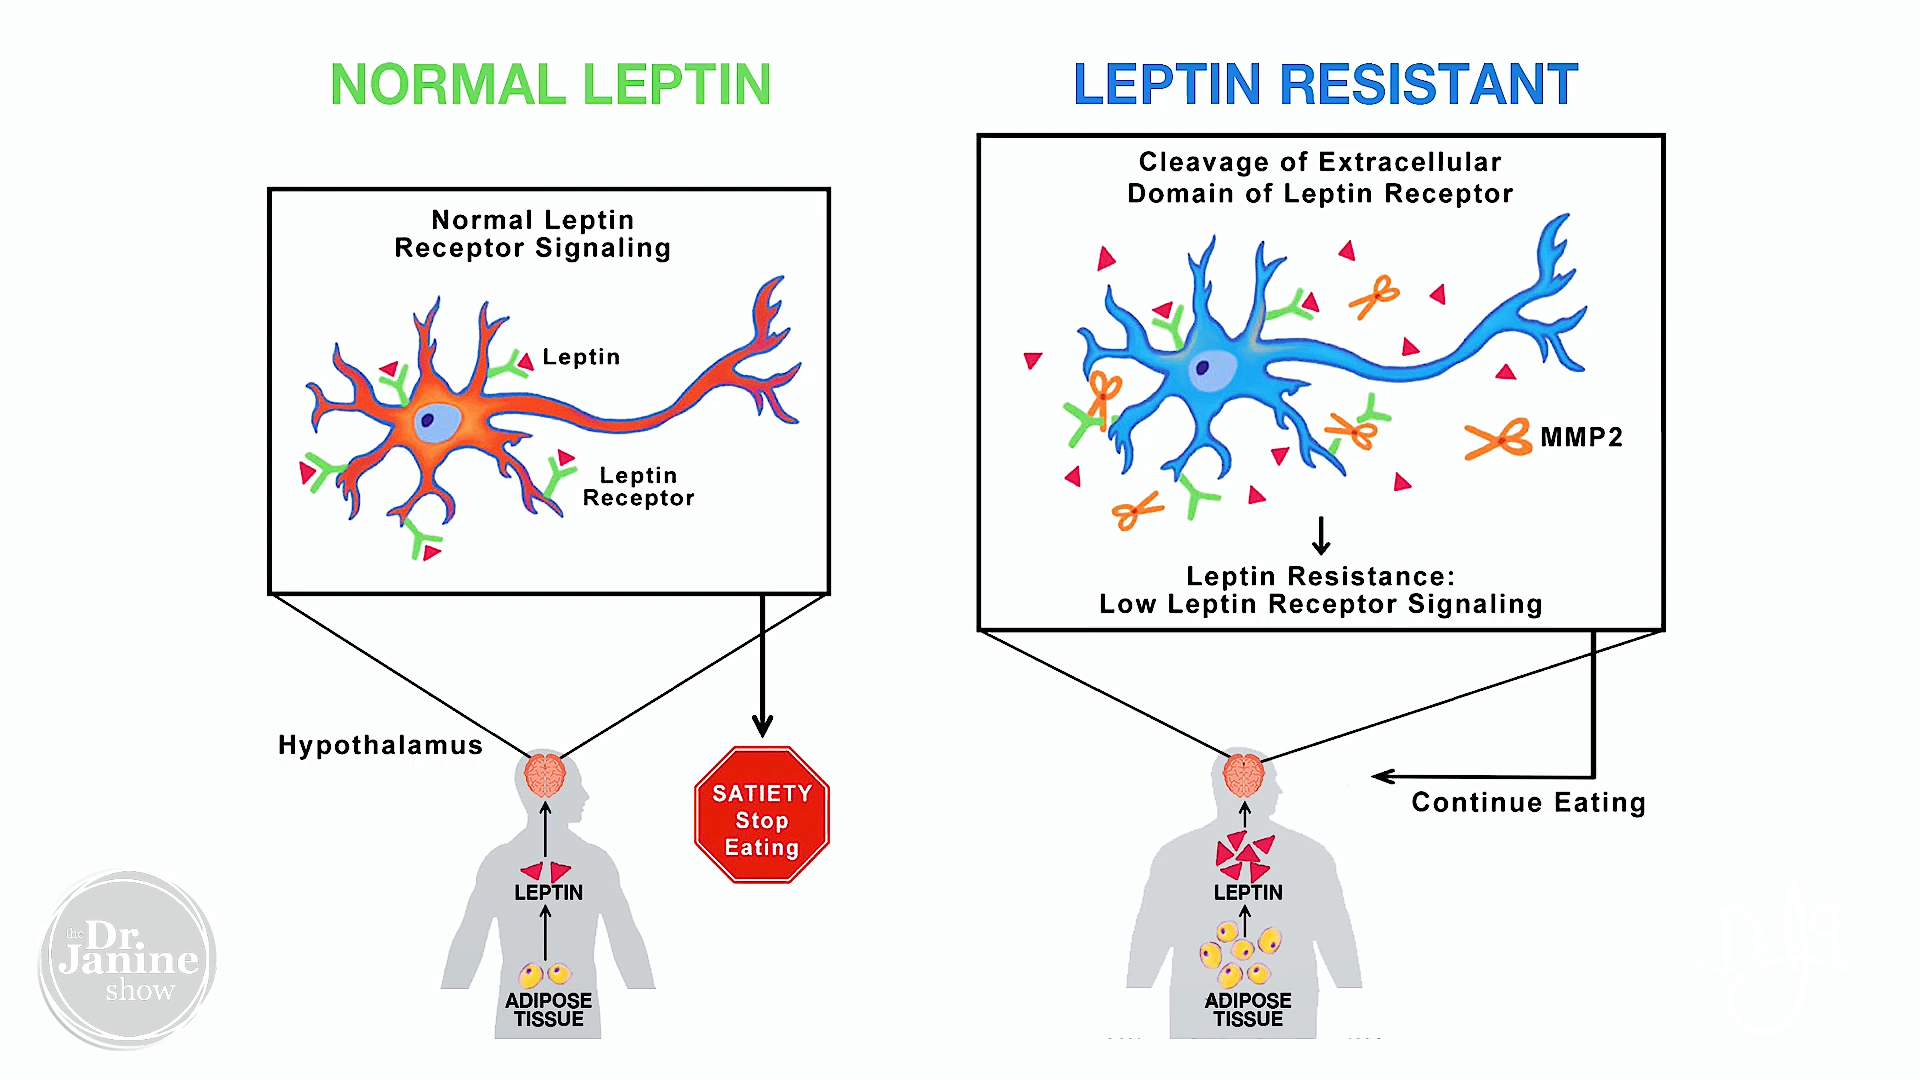 NORMAL LEPTIN
Normal Leptin
Receptor Signaling
Leptin
Leptin
Receptor
Hypothalamus
SATIETY
Stop
Eating
LEPTIN
ADIPOSE
TISSUE
LEPTIN RESISTANT
Cleavage of Extracellular
Domain of Leptin Receptor
MMP2
Leptin Resistance:
Low Leptin Receptor Signaling
Continue Eating
LEPTIN
ADIPOSE
TISSUE
the Dr.
Janine
show